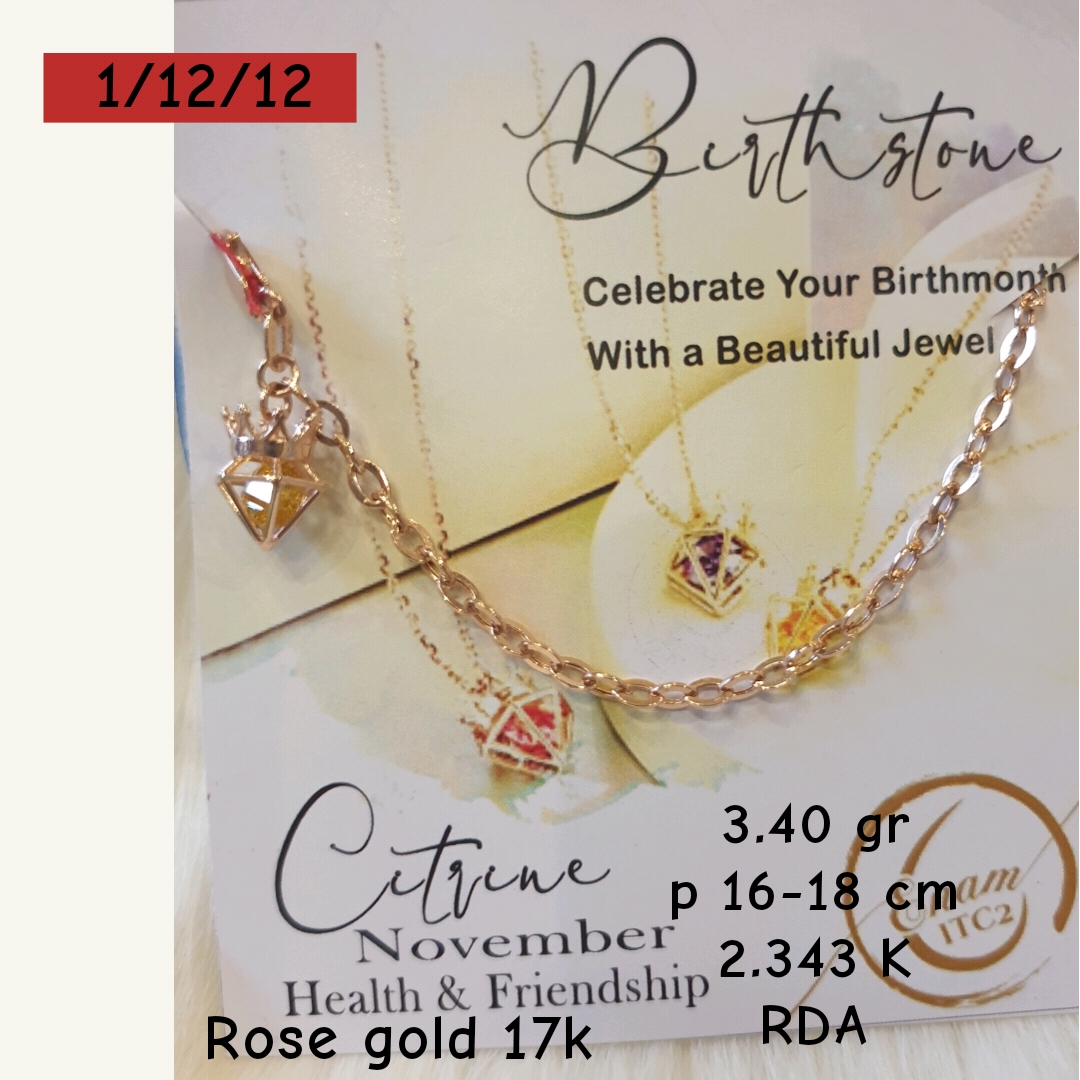 1/12/12
Birthstone
Celebrate Your Birthmonth
With a Beautiful Jewel
Citrine
November
Health & Friendship
Rose gold 17k
3.40 gr
p 16-18 cm
2.343 K
RDA
ITC2